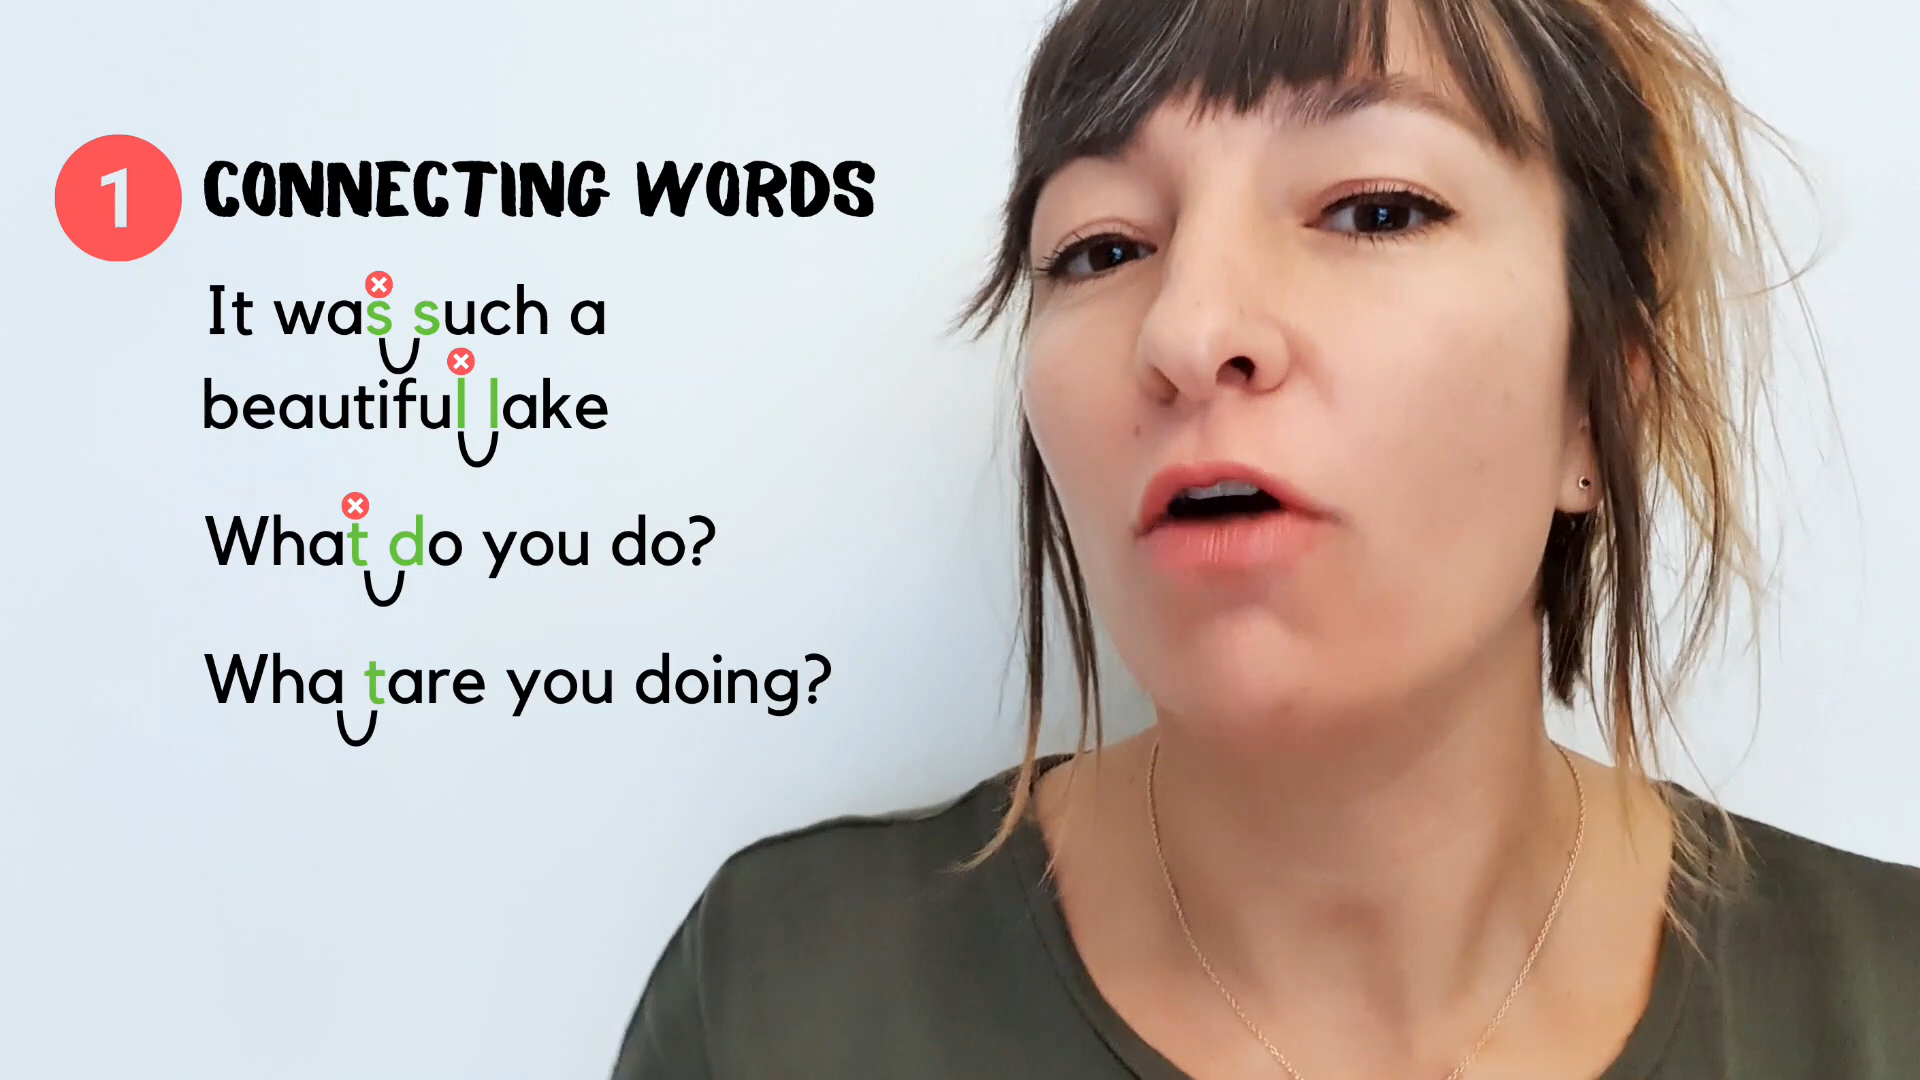 1 CONNECTING WORDS
It was such a
beautiful lake
What do you do?
Wha tare you doing?